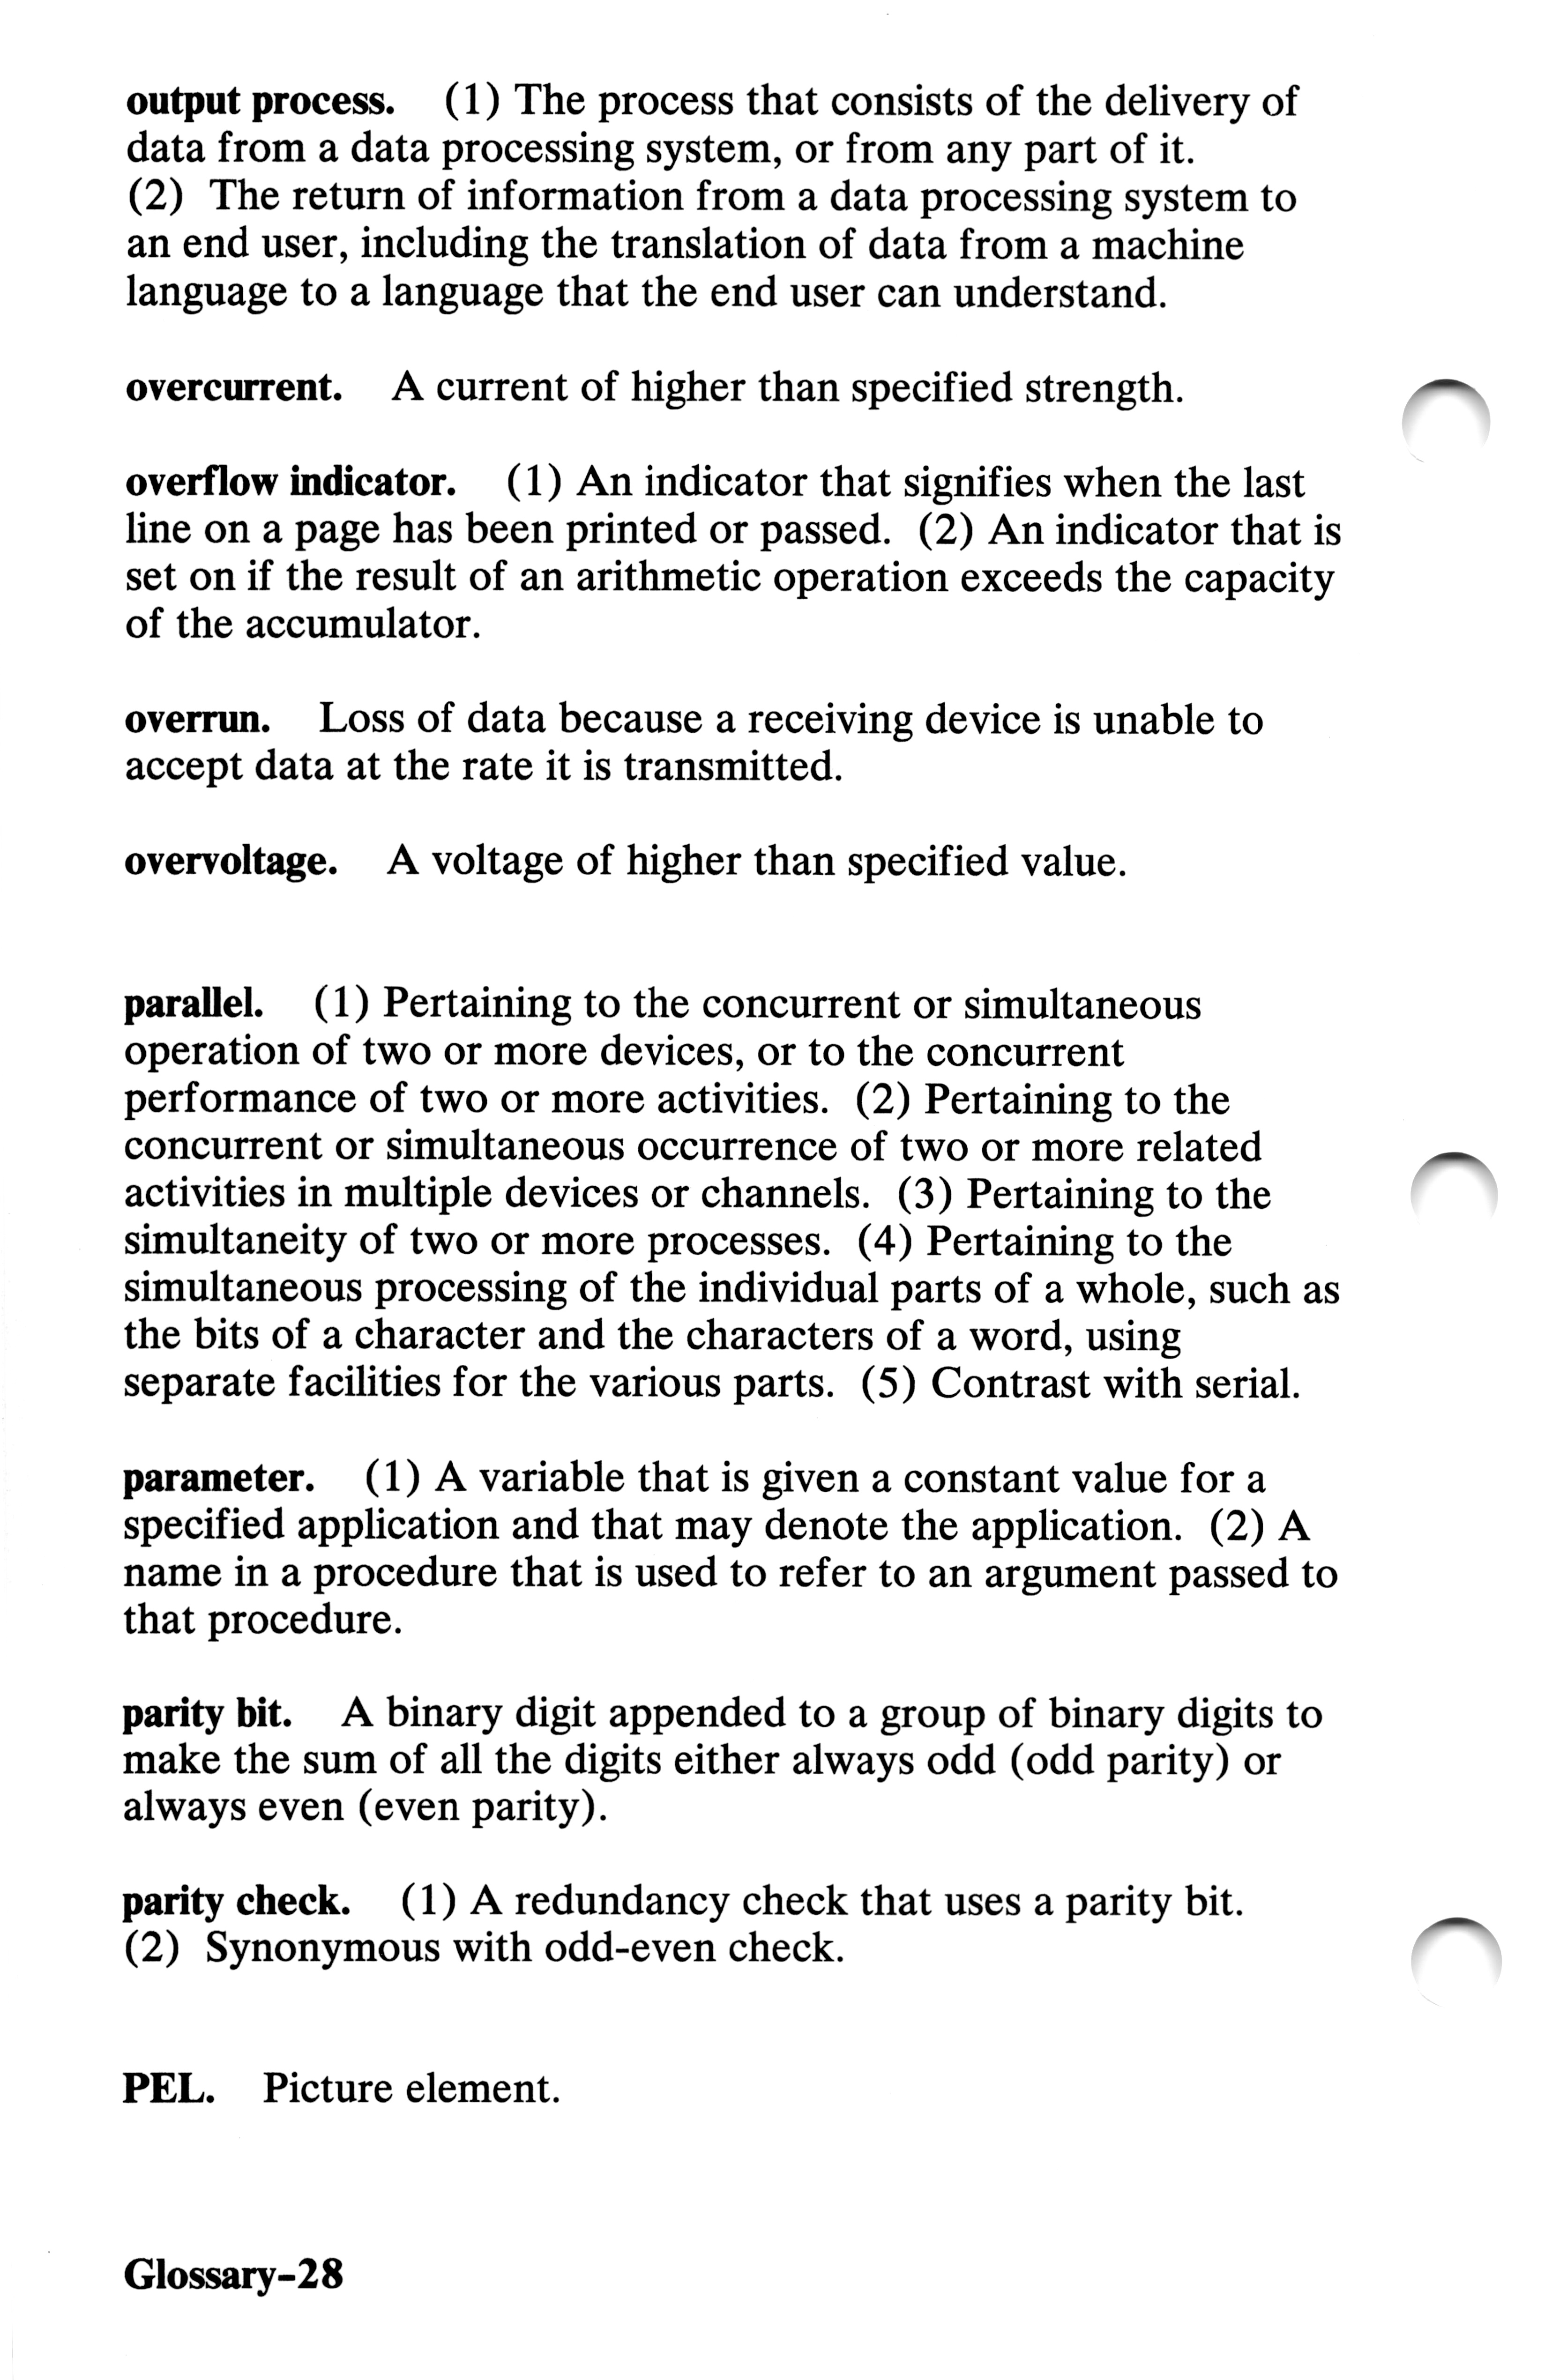 output process. (1) The process that consists of the delivery of
data from a data processing system, or from any part of it.
(2) The return of information from a data processing system to
an end user, including the translation of data from a machine
language to a language that the end user can understand.
overcurrent. A current of higher than specified strength.
overflow indicator. (1) An indicator that signifies when the last
line on a page has been printed or passed. (2) An indicator that is
set on if the result of an arithmetic operation exceeds the capacity
of the accumulator.
overrun. Loss of data because a receiving device is unable to
accept data at the rate it is transmitted.
overvoltage. A voltage of higher than specified value.
parallel. (1) Pertaining to the concurrent or simultaneous
operation of two or more devices, or to the concurrent
performance of two or more activities. (2) Pertaining to the
concurrent or simultaneous occurrence of two or more related
activities in multiple devices or channels. (3) Pertaining to the
simultaneity of two or more processes. (4) Pertaining to the
simultaneous processing of the individual parts of a whole, such as
the bits of a character and the characters of a word, using
separate facilities for the various parts. (5) Contrast with serial.
parameter. (1) A variable that is given a constant value for a
specified application and that may denote the application. (2) A
name in a procedure that is used to refer to an argument passed to
that procedure.
parity bit. A binary digit appended to a group of binary digits to
make the sum of all the digits either always odd (odd parity) or
always even (even parity).
parity check. (1) A redundancy check that uses a parity bit.
(2) Synonymous with odd-even check.
PEL. Picture element.
Glossary-28